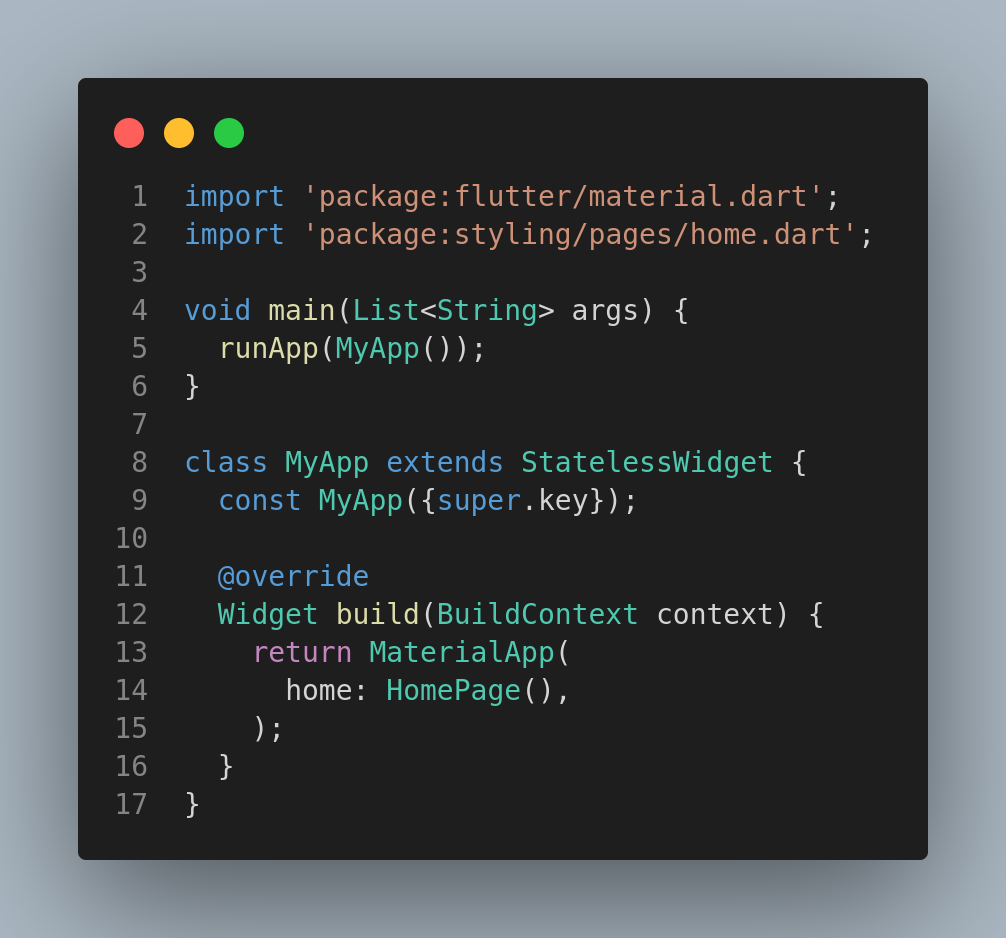 1 import 'package:flutter/material.dart';
2 import 'package:styling/pages/home.dart';
3
4 void main(List<String> args) {
5   runApp(MyApp());
6 }
7
8 class MyApp extends StatelessWidget {
9   const MyApp({super.key});
10
11   @override
12   Widget build(BuildContext context) {
13     return MaterialApp(
14       home: HomePage(),
15     );
16   }
17 }